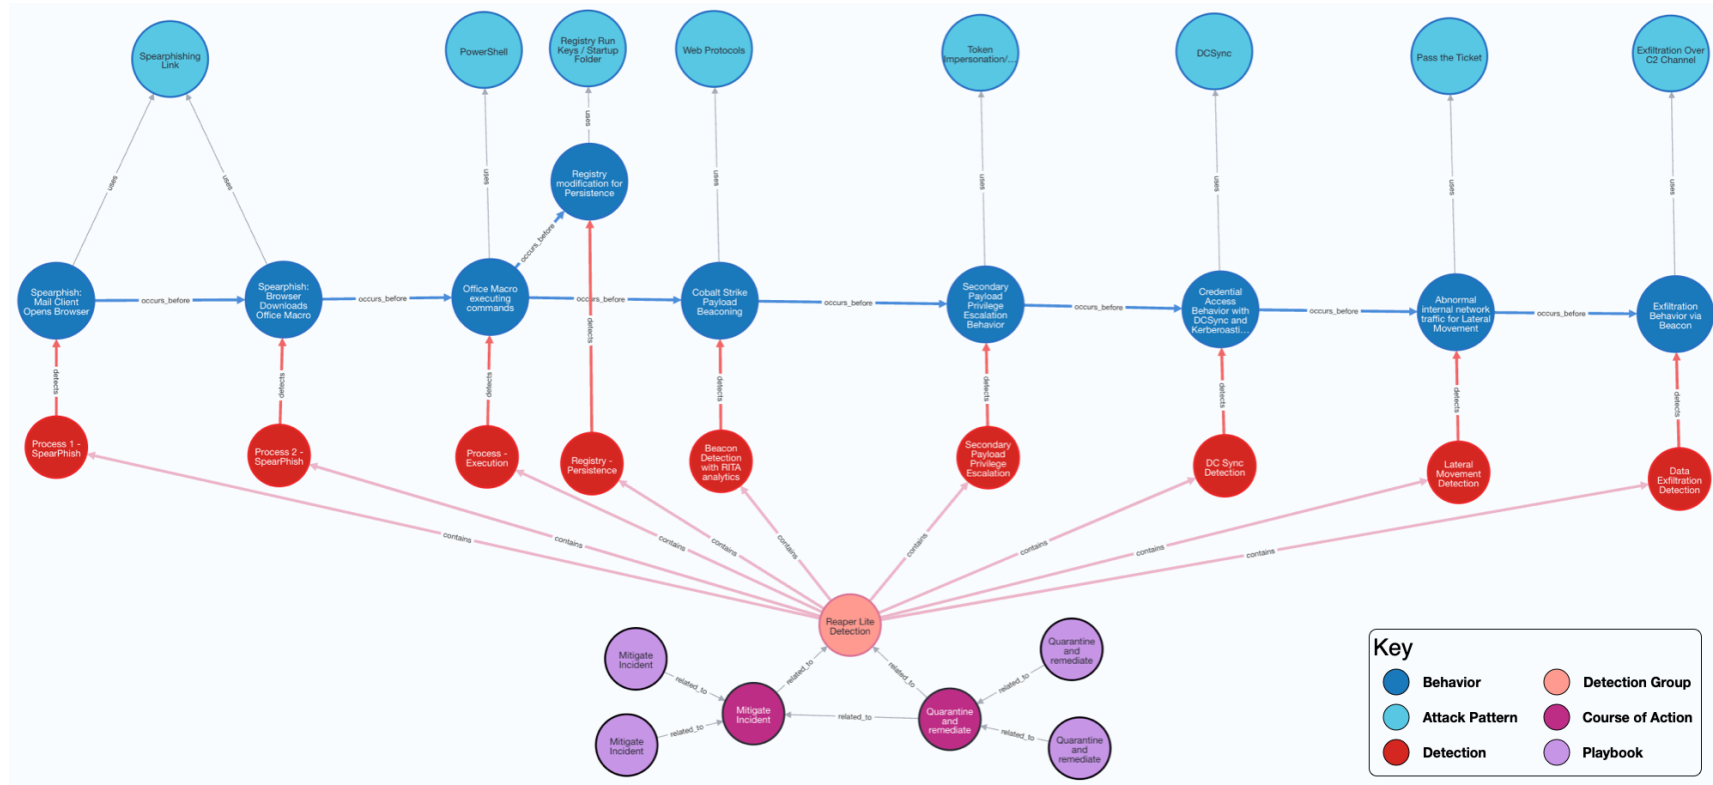 Spearphishing
Link
PowerShell
Registry Run
Keys / Startup
Folder
Web Protocols
Token
Impersonation/...
DCSync
Pass the Ticket
Exfiltration Over
C2 Channel
uses
uses
uses
uses
uses
uses
uses
uses
uses
Registry
modification for
Persistence
occurs_before
Spearphish:
Mail Client
Opens Browser
occurs_before
Spearphish:
Browser
Downloads
Office Macro
occurs_before
Office Macro
executing
commands
occurs_before
Cobalt Strike
Payload
Beaconing
occurs_before
Secondary
Payload
Privilege
Escalation
Behavior
occurs_before
Credential
Access
Behavior with
DCSync and
Kerberoasti...
occurs_before
Abnormal
internal network
traffic for Lateral
Movement
occurs_before
Exfiltration
Behavior via
Beacon
detects
detects
detects
detects
detects
detects
detects
detects
detects
Process 1 -
SpearPhish
Process 2 -
SpearPhish
Process -
Execution
Registry -
Persistence
Beacon
Detection
with RITA
analytics
Secondary
Payload
Privilege
Escalation
DC Sync
Detection
Lateral
Movement
Detection
Data
Exfiltration
Detection
contains
contains
contains
contains
contains
contains
contains
contains
contains
Reaper Lite
Detection
Mitigate
Incident
related_to
Mitigate
Incident
related_to
Mitigate
Incident
related_to
related_to
related_to
Quarantine
and
remediate
related_to
Quarantine
and
remediate
related_to
Quarantine
and
remediate
Key
Behavior
Attack Pattern
Detection
Detection Group
Course of Action
Playbook